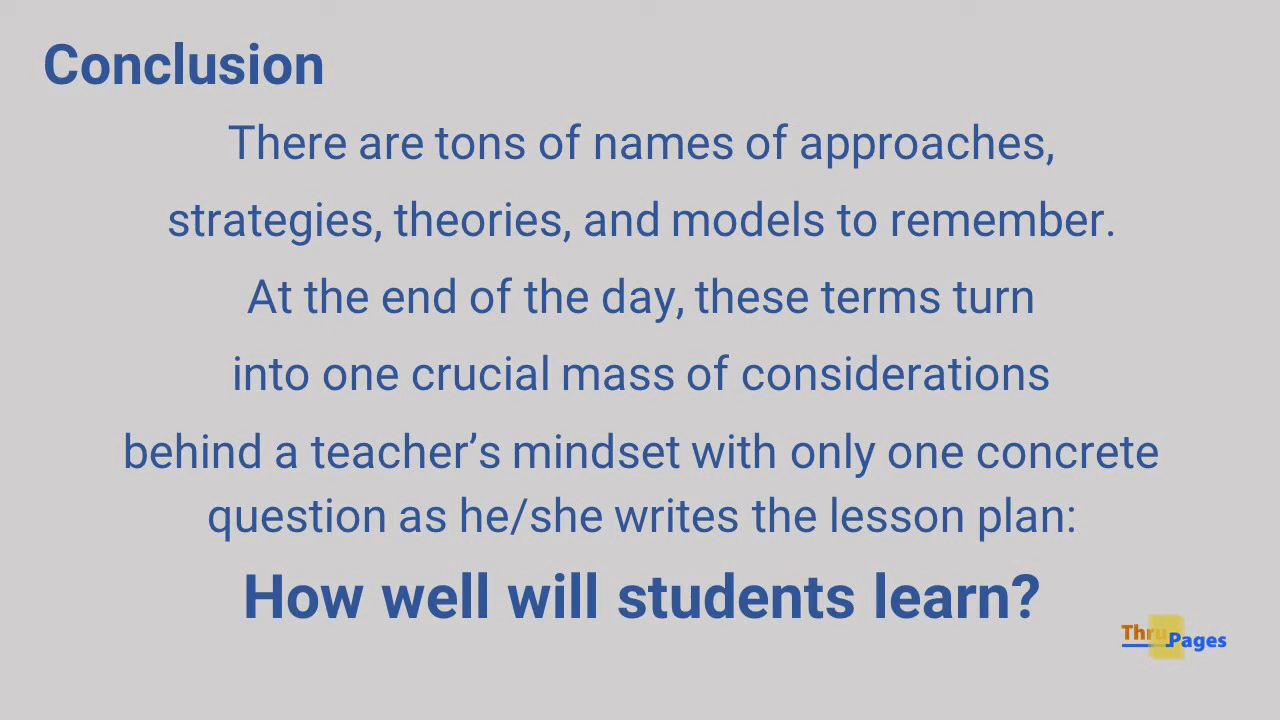 Conclusion
There are tons of names of approaches,
strategies, theories, and models to remember.
At the end of the day, these terms turn
into one crucial mass of considerations
behind a teacher’s mindset with only one concrete
question as he/she writes the lesson plan:
How well will students learn?
Thru Pages